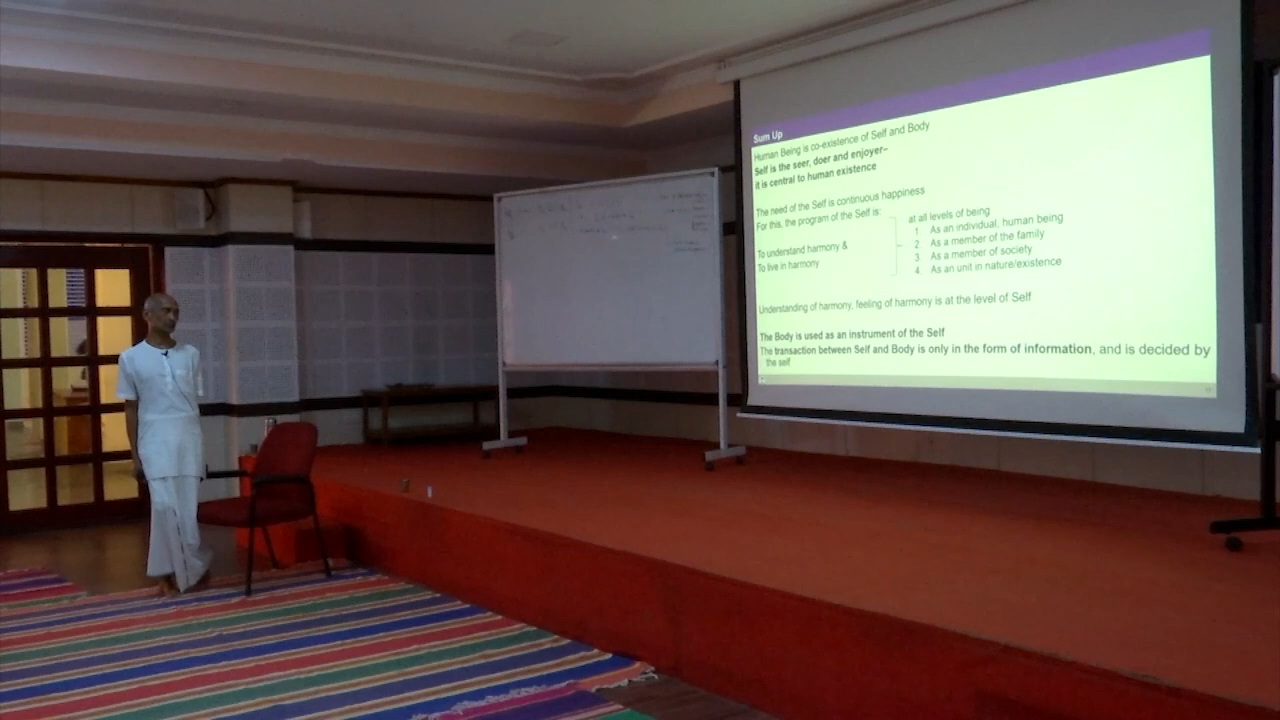 Sum Up
Human Being is co-existence of Self and Body
Self is the seer, doer and enjoyer–
it is central to human existence
The need of the Self is continuous happiness
For this, the program of the Self is:
To understand harmony &
To live in harmony
at all levels of being
1 As an individual, human being
2 As a member of the family
3 As a member of society
4 As an unit in nature/existence
Understanding of harmony, feeling of harmony is at the level of Self
The Body is used as an instrument of the Self
The transaction between Self and Body is only in the form of information, and is decided by
the self